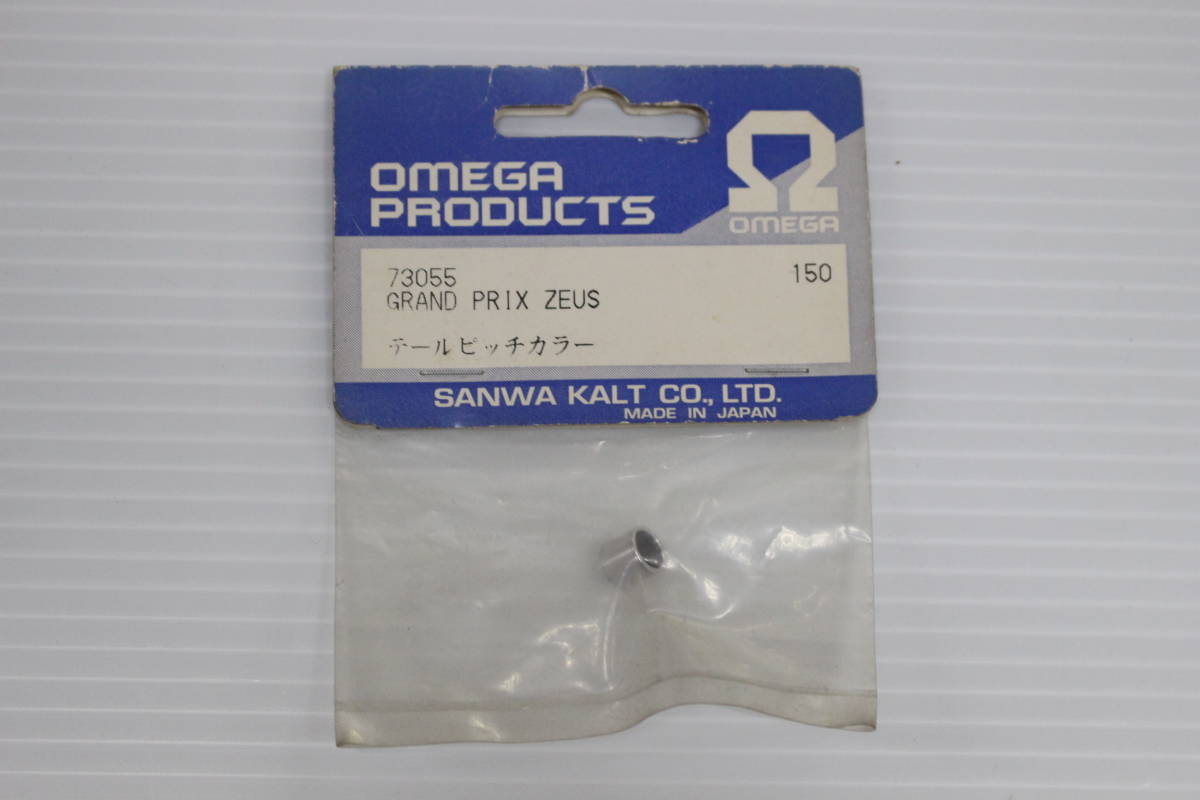 OMEGA
PRODUCTS
OMEGA
73055 150
GRAND PRIX ZEUS
テールピッチカラー
SANWA KALT CO., LTD.
MADE IN JAPAN